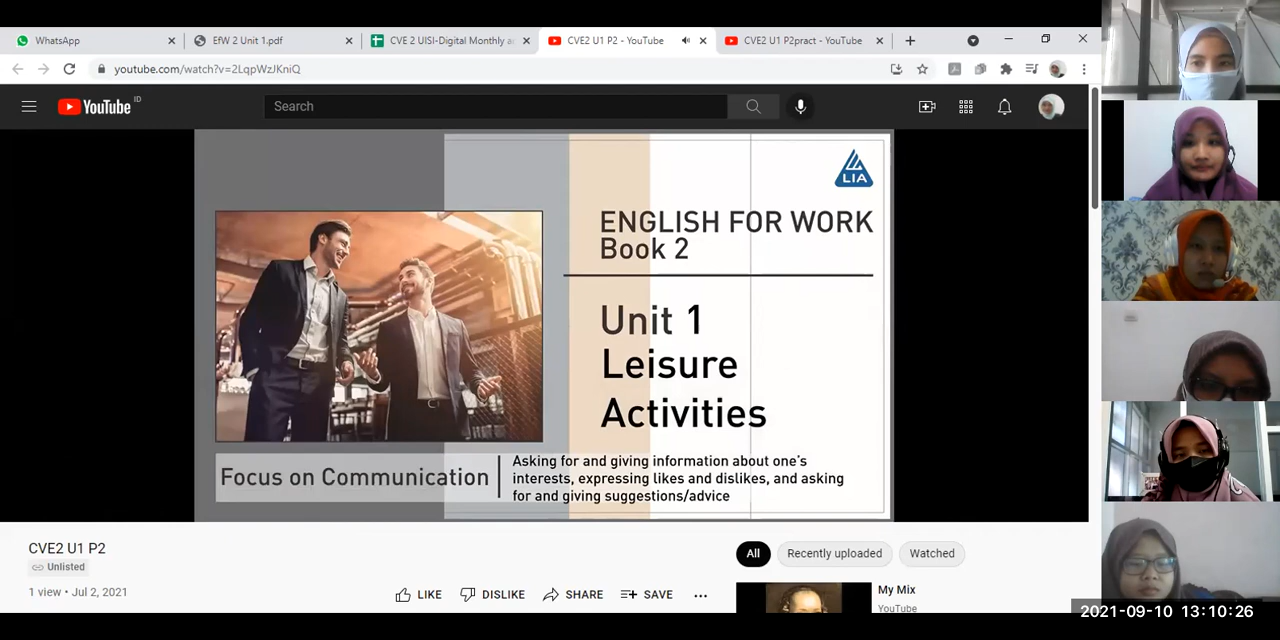 WhatsApp
EfW 2 Unit 1.pdf
CVE 2 UISI-Digital Monthly a
CVE2 U1 P2 - YouTube
CVE2 U1 P2pract - YouTube
youtube.com/watch?v=2LqpWzJKniQ
YouTube ID
Search
LIA
ENGLISH FOR WORK
Book 2
Unit 1
Leisure
Activities
Focus on Communication
Asking for and giving information about one's
interests, expressing likes and dislikes, and asking
for and giving suggestions/advice
CVE2 U1 P2
Unlisted
1 view • Jul 2, 2021
LIKE
DISLIKE
SHARE
SAVE
All
Recently uploaded
Watched
My Mix
YouTube
2021-09-10 13:10:26